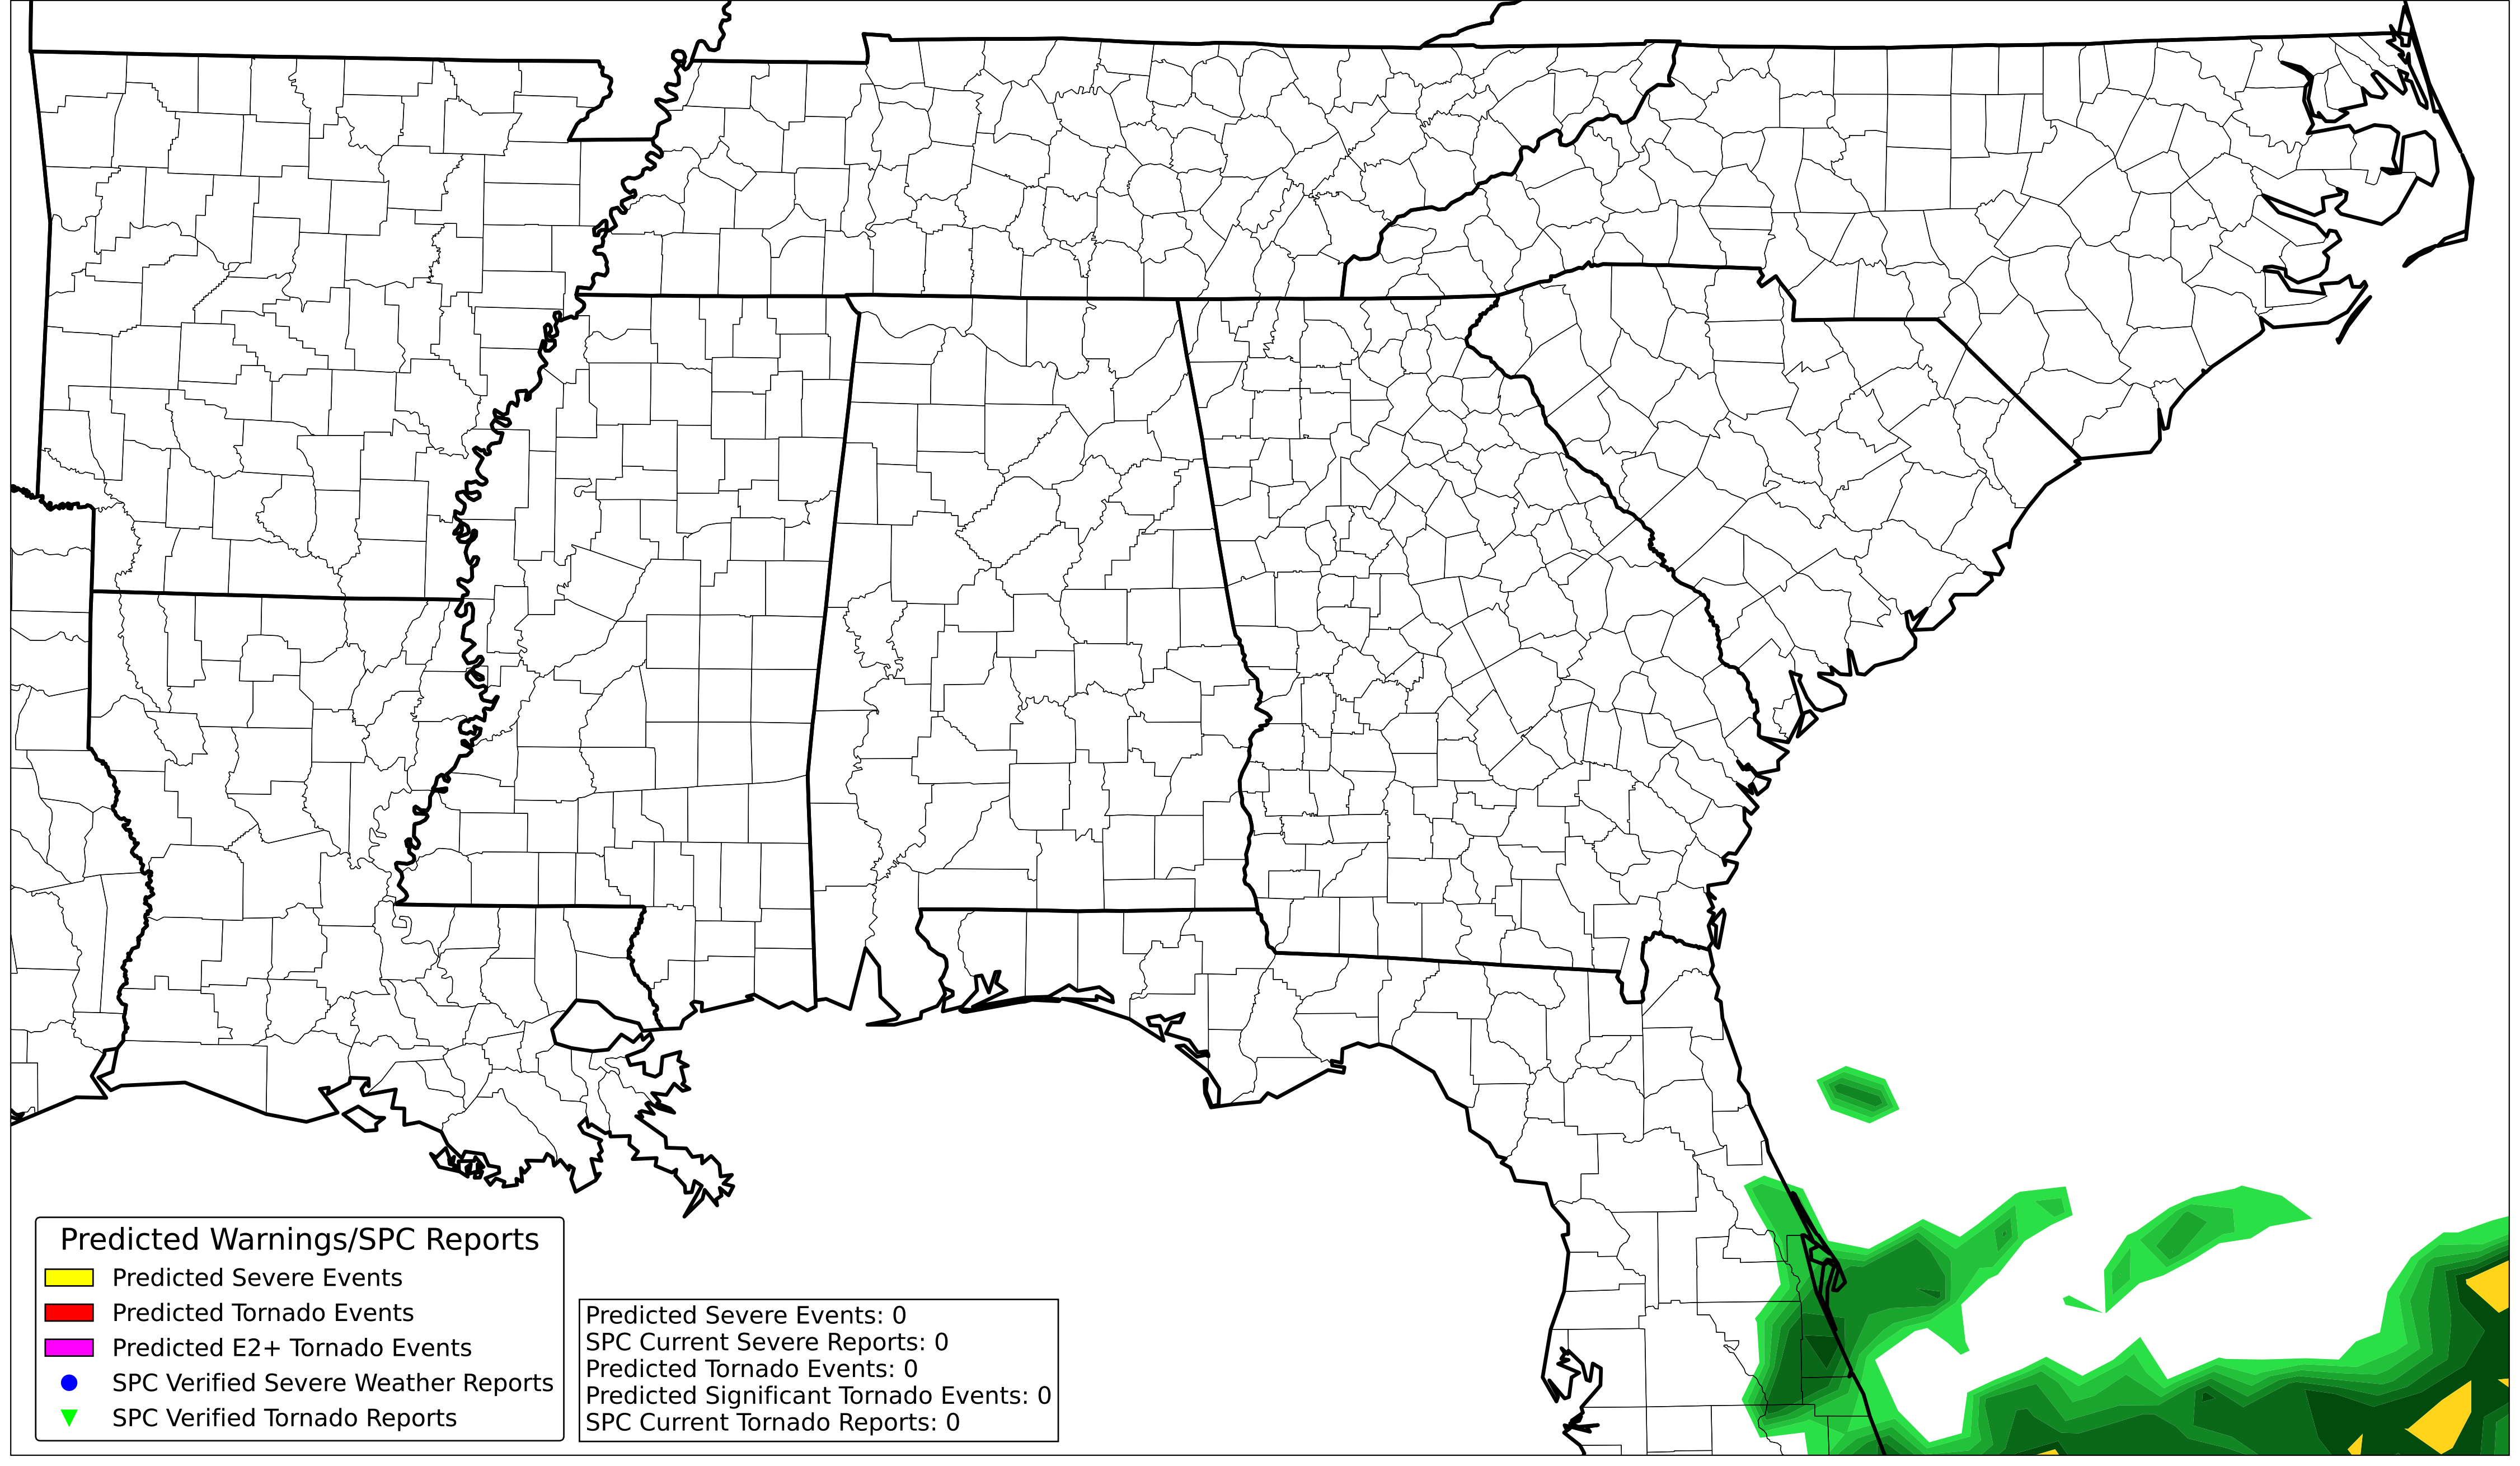 Predicted Warnings/SPC Reports
Predicted Severe Events
Predicted Tornado Events
Predicted E2+ Tornado Events
SPC Verified Severe Weather Reports
SPC Verified Tornado Reports
Predicted Severe Events: 0
SPC Current Severe Reports: 0
Predicted Tornado Events: 0
Predicted Significant Tornado Events: 0
SPC Current Tornado Reports: 0